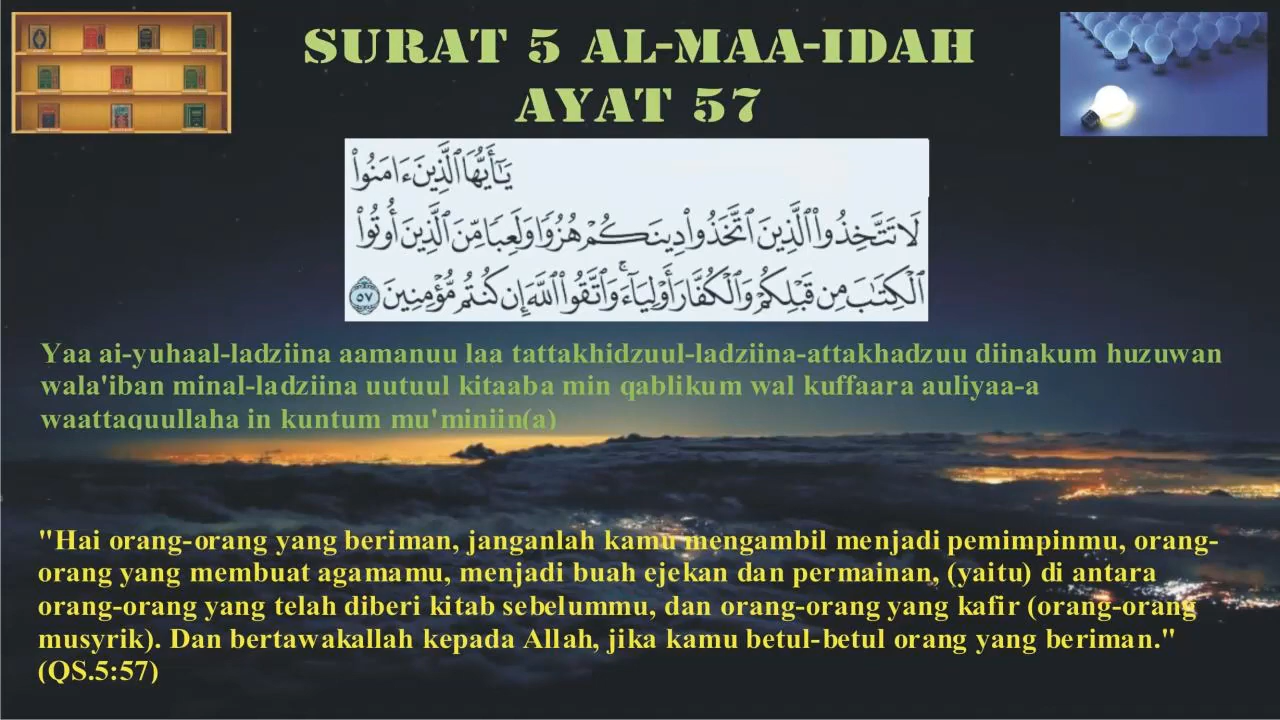 SURAT 5 AL-MAA-IDAH
AYAT 57
يَٰٓأَيُّهَا ٱلَّذِينَ ءَامَنُوا۟
لَا تَتَّخِذُوا۟ ٱلَّذِينَ ٱتَّخَذُوا۟ دِينَكُمْ هُزُوًا وَلَعِبًا مِّنَ ٱلَّذِينَ أُوتُوا۟
ٱلْكِتَٰبَ مِن قَبْلِكُمْ وَٱلْكُفَّارَ أَوْلِيَآءَ ۚ وَٱتَّقُوا۟ ٱللَّهَ إِن كُنتُم مُّؤْمِنِينَ ٥٧
Yaa ai-yuhaal-ladziina aamanuu laa tattakhidzuul-ladziina-attakhadzuu diinakum huzuwan
wala'iban minal-ladziina uutuul kitaaba min qablikum wal kuffaara auliyaa-a
waattaquullaha in kuntum mu'miniin(a)
"Hai orang-orang yang beriman, janganlah kamu mengambil menjadi pemimpinmu, orang-
orang yang membuat agamamu, menjadi buah ejekan dan permainan, (yaitu) di antara
orang-orang yang telah diberi kitab sebelummu, dan orang-orang yang kafir (orang-orang
musyrik). Dan bertawakallah kepada Allah, jika kamu betul-betul orang yang beriman."
(QS.5:57)